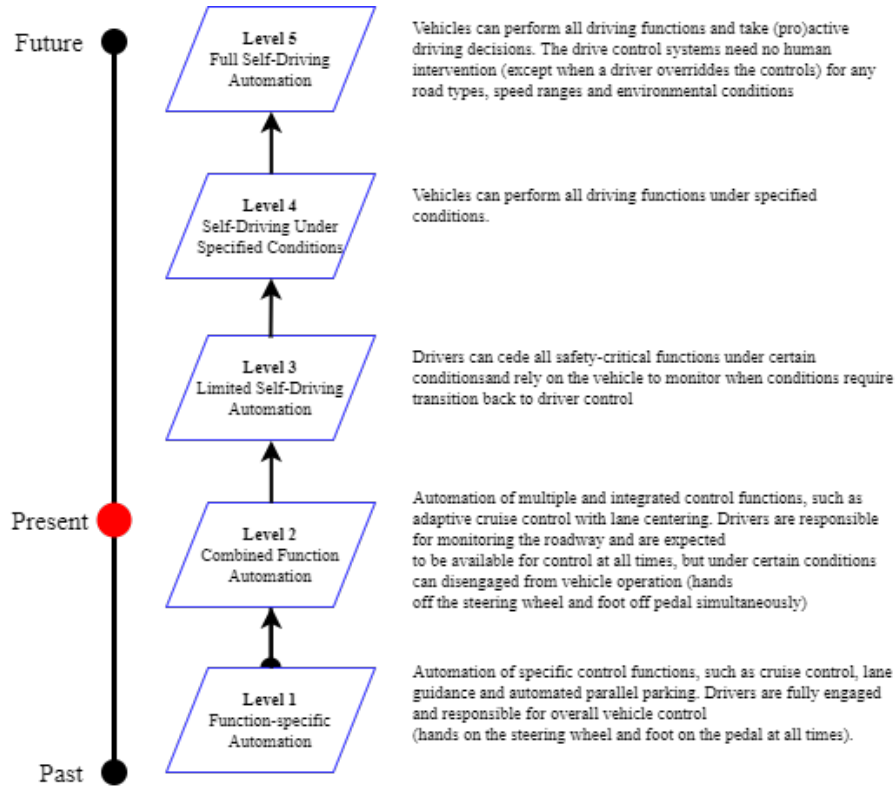 Future
Level 5
Full Self-Driving
Automation
Vehicles can perform all driving functions and take (pro)active
driving decisions. The drive control systems need no human
intervention (except when a driver overriddes the controls) for any
road types, speed ranges and environmental conditions
Level 4
Self-Driving Under
Specified Conditions
Vehicles can perform all driving functions under specified
conditions.
Level 3
Limited Self-Driving
Automation
Drivers can cede all safety-critical functions under certain
conditionsand rely on the vehicle to monitor when conditions require
transition back to driver control
Present
Level 2
Combined Function
Automation
Automation of multiple and integrated control functions, such as
adaptive cruise control with lane centering. Drivers are responsible
for monitoring the roadway and are expected
to be available for control at all times, but under certain conditions
can disengaged from vehicle operation (hands
off the steering wheel and foot off pedal simultaneously)
Level 1
Function-specific
Automation
Automation of specific control functions, such as cruise control, lane
guidance and automated parallel parking. Drivers are fully engaged
and responsible for overall vehicle control
(hands on the steering wheel and foot on the pedal at all times).
Past